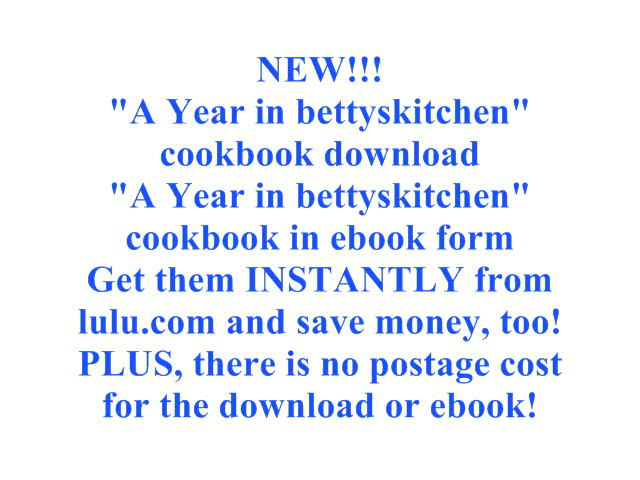 NEW!!!
"A Year in bettyskitchen"
cookbook download
"A Year in bettyskitchen"
cookbook in ebook form
Get them INSTANTLY from
lulu.com and save money, too!
PLUS, there is no postage cost
for the download or ebook!